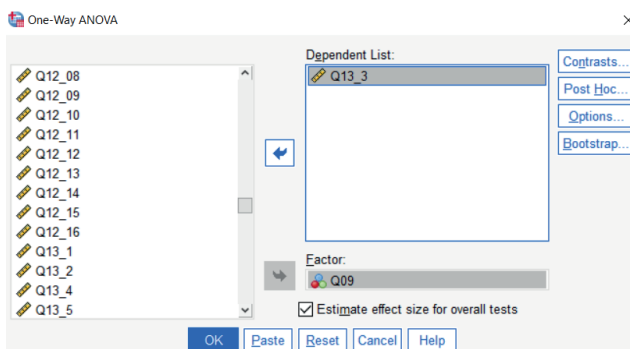 One-Way ANOVA
Q12_08
Q12_09
Q12_10
Q12_11
Q12_12
Q12_13
Q12_14
Q12_15
Q12_16
Q13_1
Q13_2
Q13_4
Q13_5
Dependent List:
Q13_3
Factor:
Q09
Estimate effect size for overall tests
Contrasts...
Post Hoc...
Options...
Bootstrap...
OK Paste Reset Cancel Help